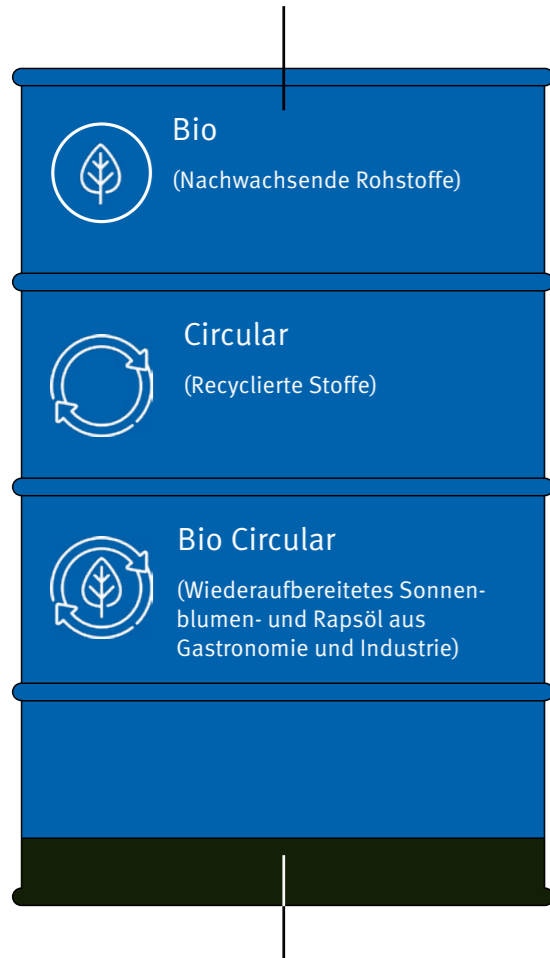 Bio
(Nachwachsende Rohstoffe)
Circular
(Recyclierte Stoffe)
Bio Circular
(Wiederaufbereitetes Sonnen-
blumen- und Rapsöl aus
Gastronomie und Industrie)